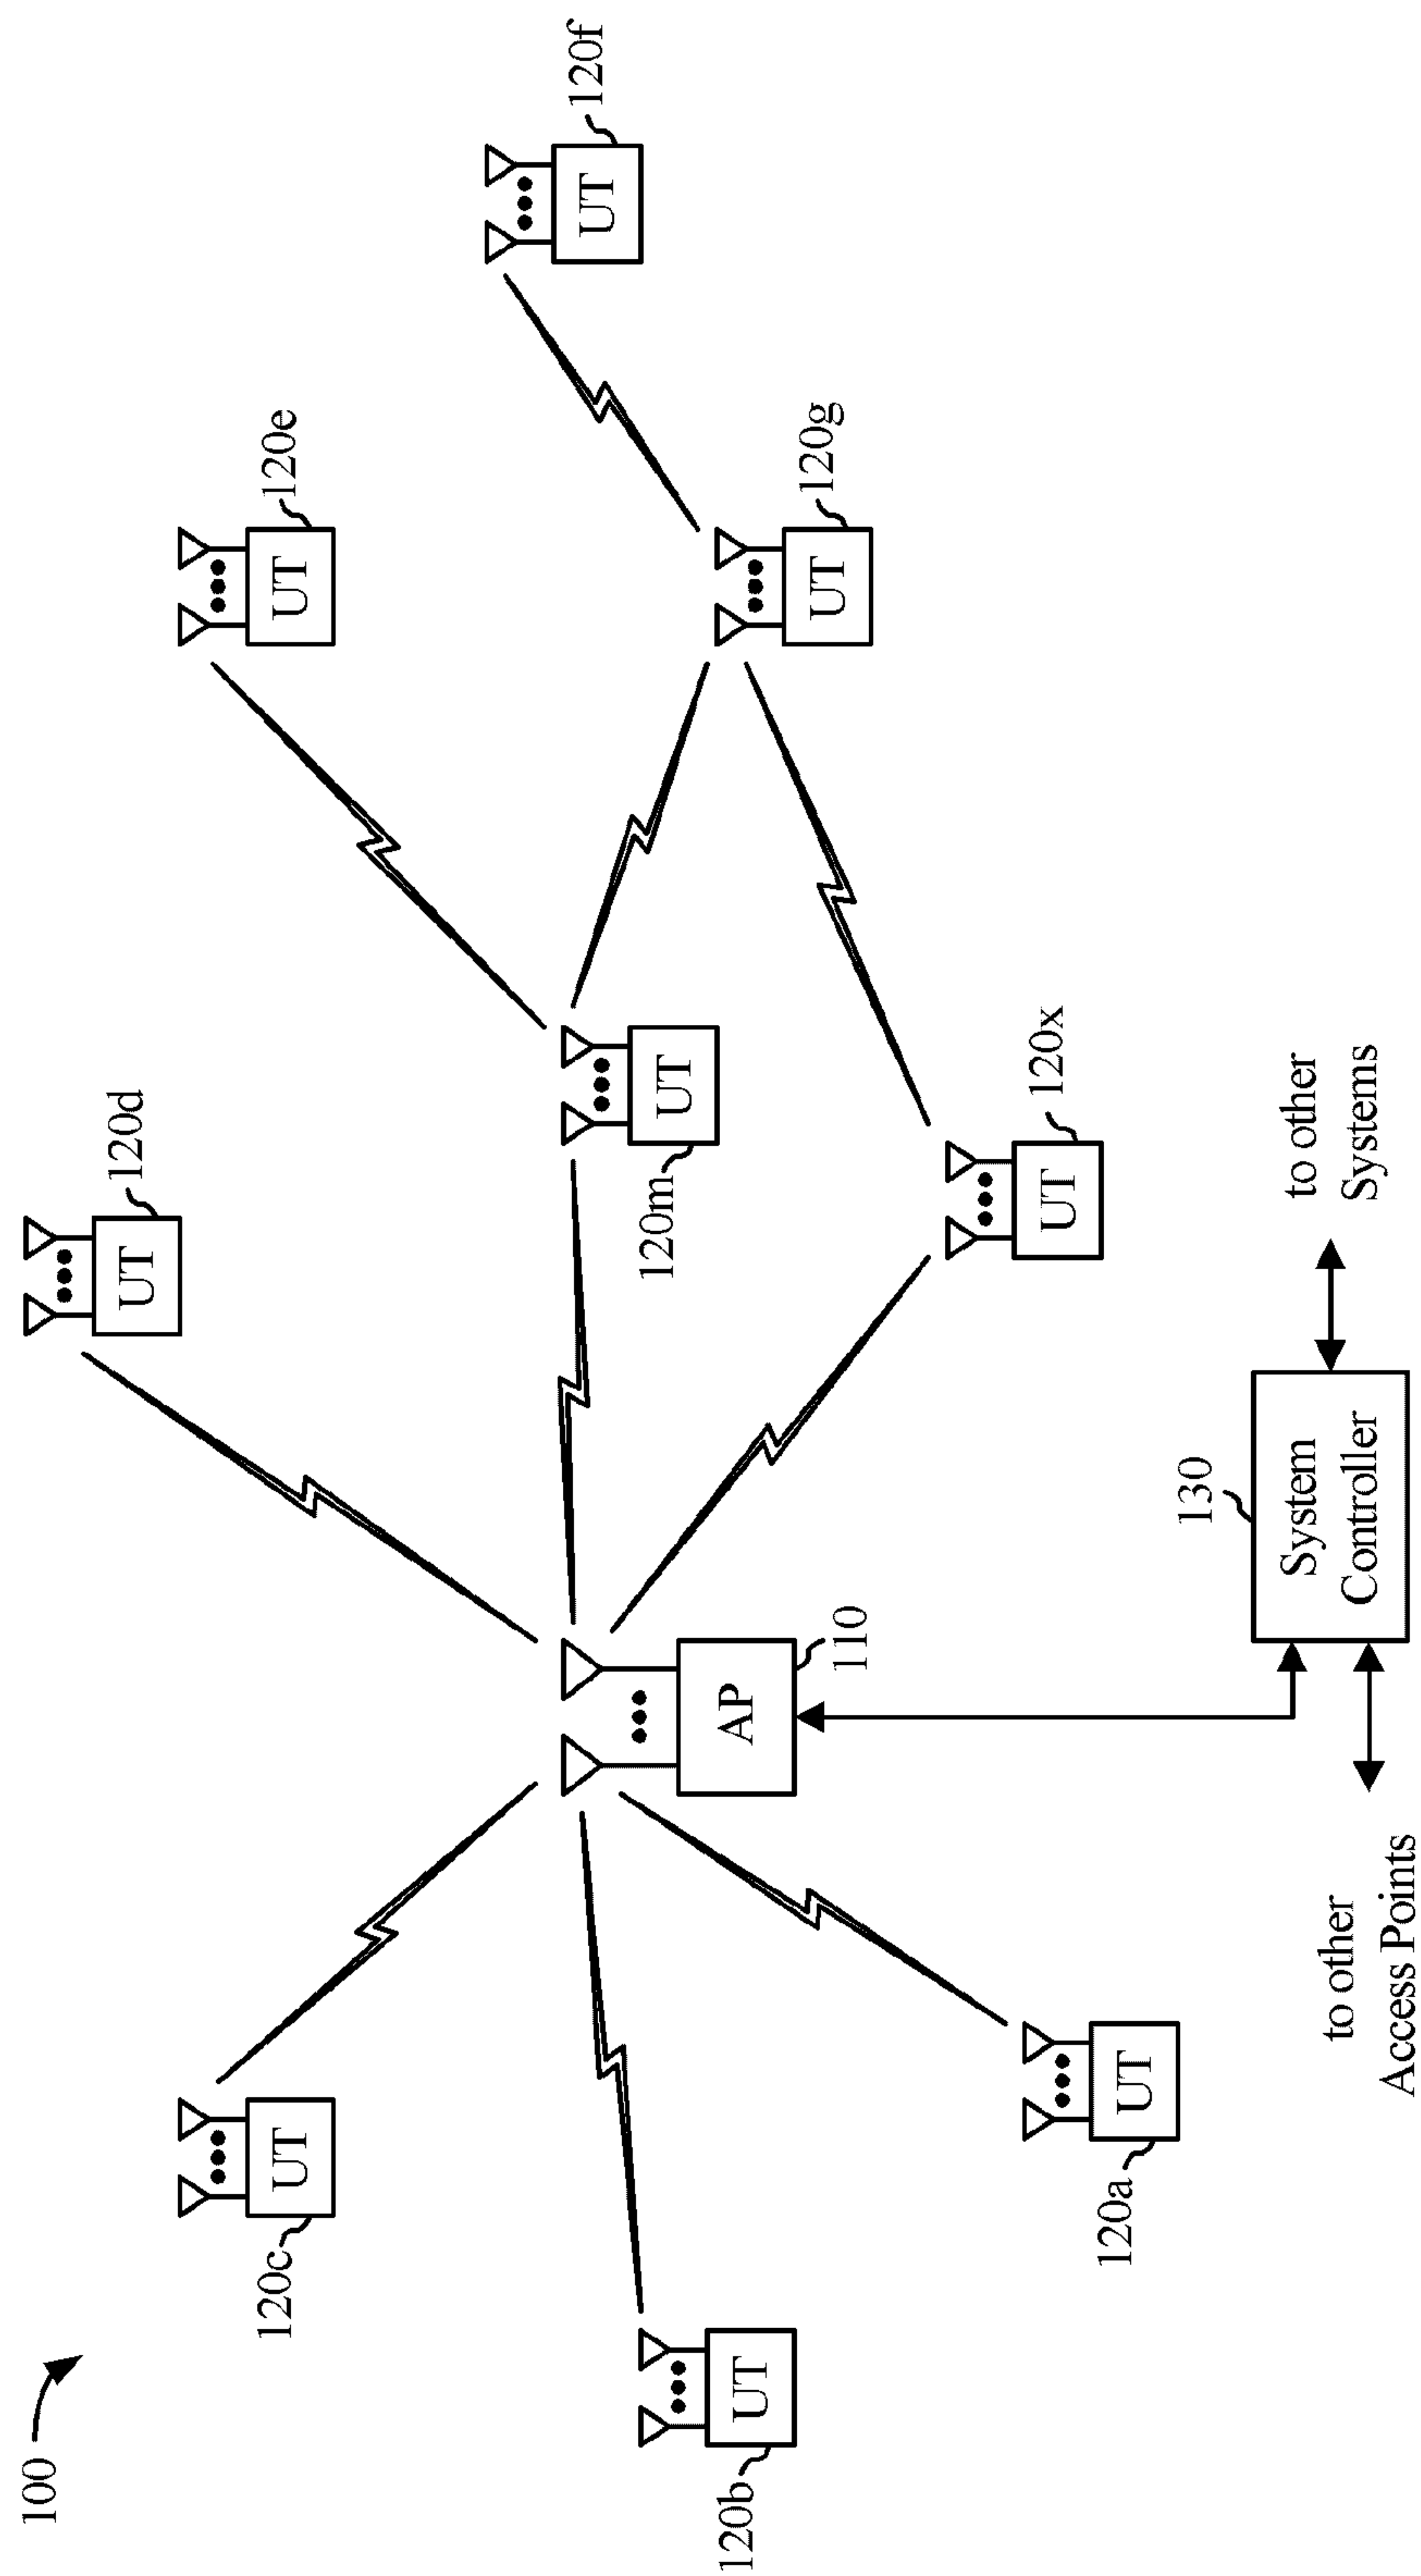 100
120d
UT
120c
UT
120e
UT
120f
UT
AP
110
120m
UT
120g
UT
120b
UT
120x
UT
120a
UT
130
System
Controller
to other
Systems
to other
Access Points